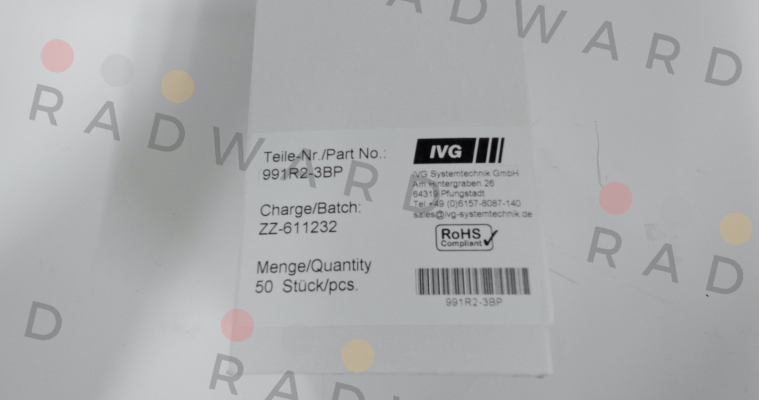 RADWARD
RADWARD
Teile-Nr./Part No.:
991R2-3BP
Charge/Batch:
ZZ-611232
Menge/Quantity
50 Stück/pcs.
IVG
IVG Systemtechnik GmbH
Am Hintergraben 26
64319 Pfungstadt
Tel +49 (0)6157-8087-140
sales@ivg-systemtechnik.de
RoHS
Compliant
991R2-3BP
RAD
D
RADWARD